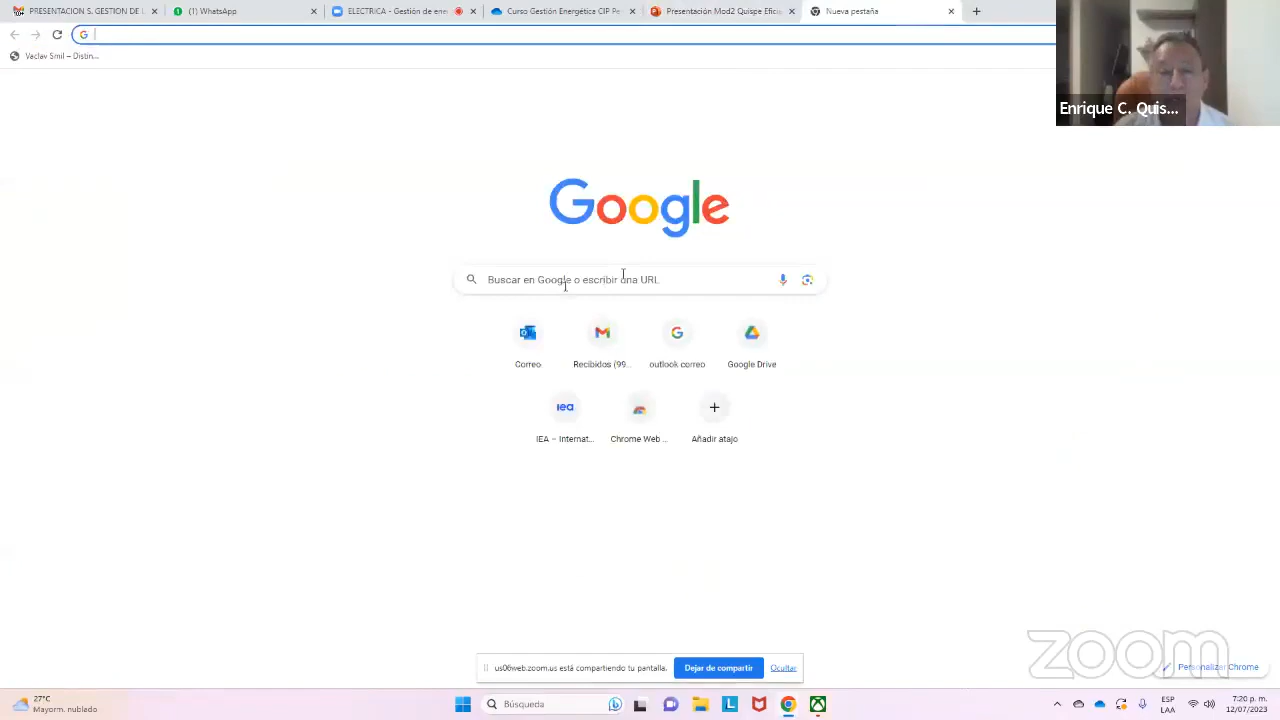 PRESENTACION S. GESTION DE L
(1) WhatsApp
ELECTRICA - Gestión de ene
Curso Gestión Energética CIP Pe
Presentación Mod2 Quispe Eficie
Nueva pestaña
Vaclav Smil – Distin...
Enrique C. Quis...
Google
Buscar en Google o escribir una URL
Correo
Recibidos (99...
outlook correo
Google Drive
iea
IEA – Internat...
Chrome Web ...
Añadir atajo
us06web.zoom.us está compartiendo tu pantalla.
Dejar de compartir
Ocultar
zoom
Personalizar Chrome
27°C
Mayorm. nublado
Búsqueda
ESP
LAA
7:20 p. m.
12/07/2023